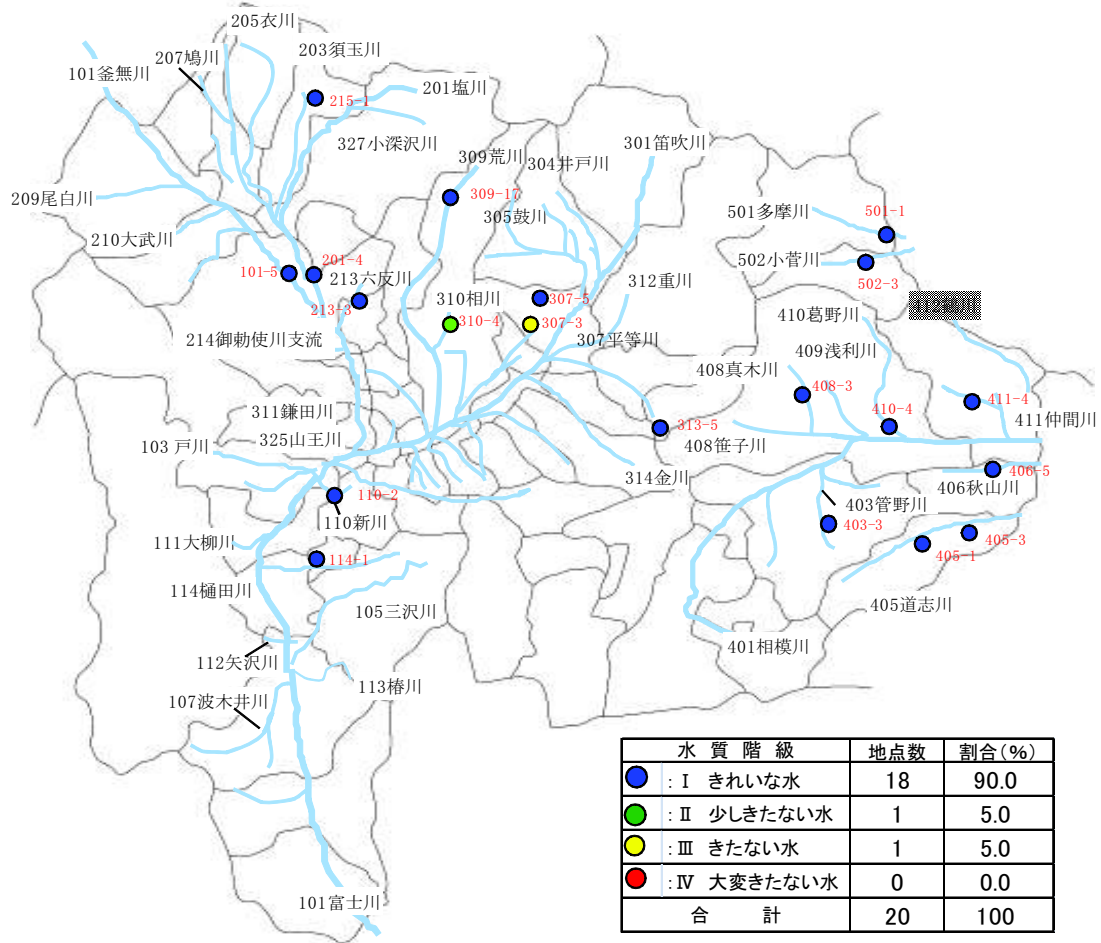 205衣川
207鳩川
203須玉川
101釜無川
201塩川
215-1
327小深沢川
309荒川
304井戸川
301笛吹川
209尾白川
309-17
305鼓川
501多摩川
501-1
210大武川
502小菅川
502-3
101-5
201-4
213六反川
312重川
213-3
310相川
307-5
310-4
307-3
410葛野川
214御勅使川支流
307平等川
409浅利川
408真木川
408-3
411-4
311鎌田川
410-4
411仲間川
325山王川
313-5
103戸川
408笹子川
314金川
406-5
406秋山川
110-2
403管野川
110新川
403-3
405-3
111大柳川
405-1
114-1
114樋田川
105三沢川
405道志川
401相模川
112矢沢川
113椿川
107波木井川
101富士川
水質階級 地点数 割合(%)
:Ⅰ きれいな水 18 90.0
:Ⅱ 少しきたない水 1 5.0
:Ⅲ きたない水 1 5.0
:Ⅳ 大変きたない水 0 0.0
合計 20 100